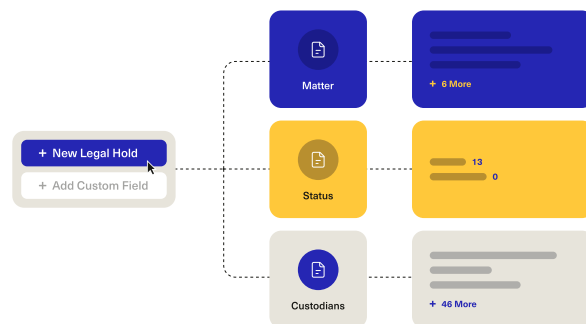 + New Legal Hold
+ Add Custom Field
Matter
+ 6 More
Status
13
0
Custodians
+ 46 More